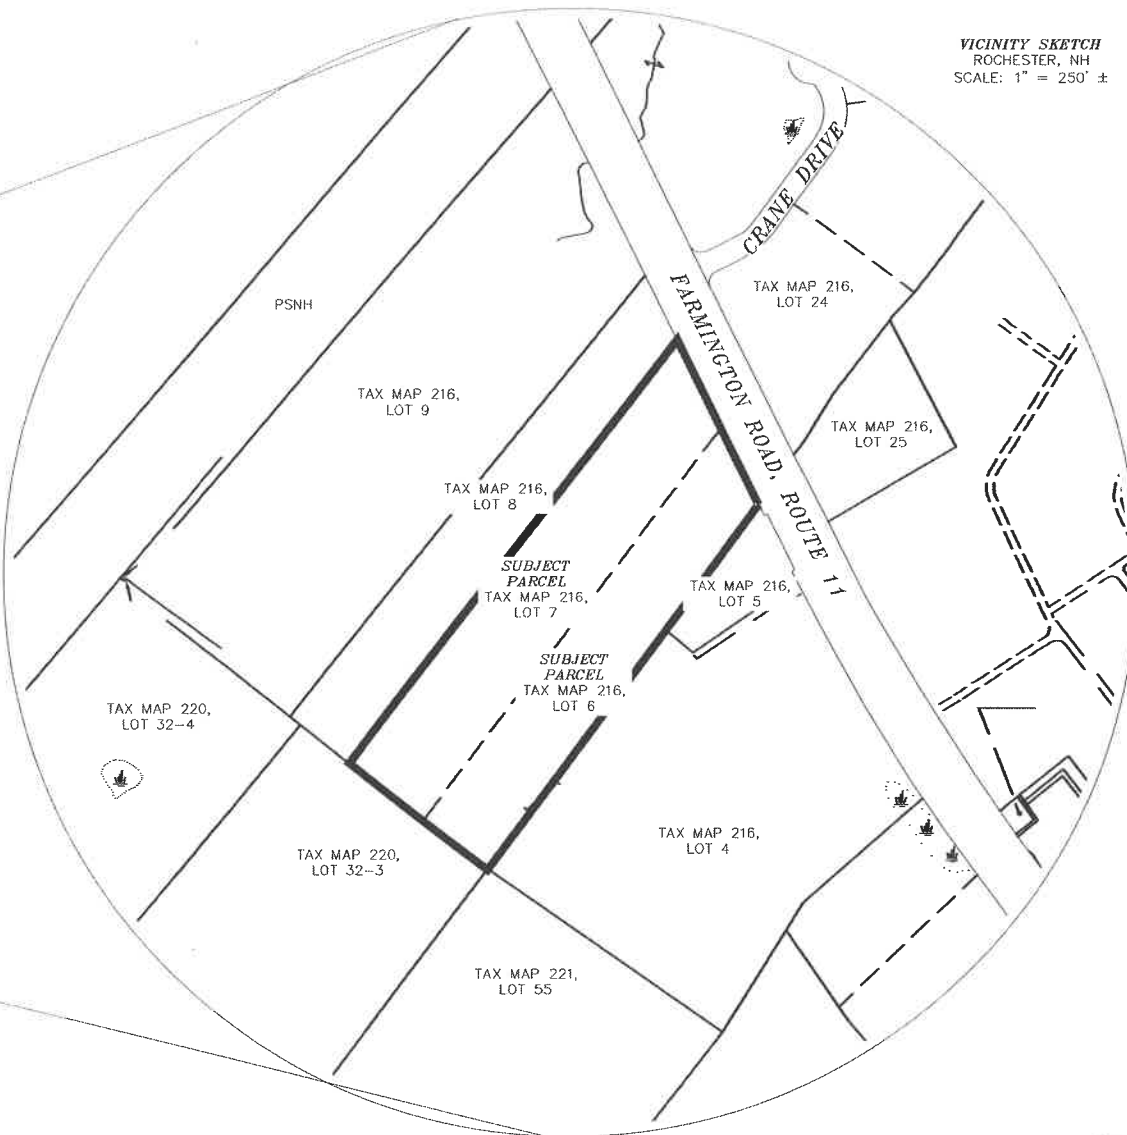 VICINITY SKETCH
ROCHESTER, NH
SCALE: 1" = 250' ±
CRANE DRIVE
TAX MAP 216,
LOT 24
PSNH
FARMINGTON ROAD, ROUTE 11
TAX MAP 216,
LOT 9
TAX MAP 216,
LOT 25
TAX MAP 216,
LOT 8
SUBJECT
PARCEL
TAX MAP 216,
LOT 7
TAX MAP 216,
LOT 5
SUBJECT
PARCEL
TAX MAP 216,
LOT 6
TAX MAP 220,
LOT 32-4
TAX MAP 216,
LOT 4
TAX MAP 220,
LOT 32-3
TAX MAP 221,
LOT 55